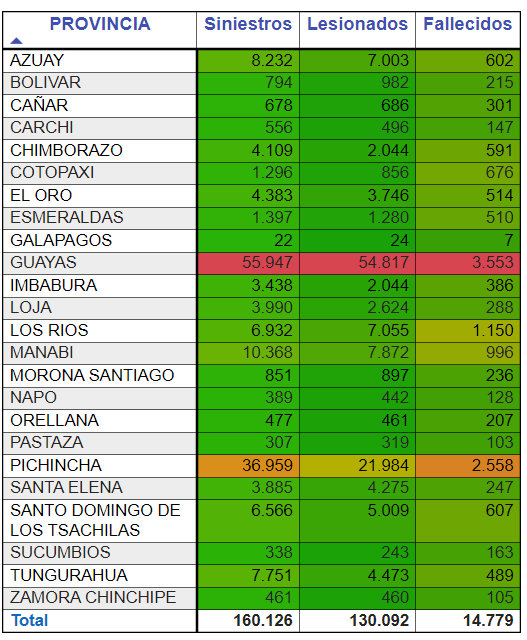 PROVINCIA Siniestros Lesionados Fallecidos
AZUAY 8.232 7.003 602
BOLIVAR 794 982 215
CAÑAR 678 686 301
CARCHI 556 496 147
CHIMBORAZO 4.109 2.044 591
COTOPAXI 1.296 856 676
EL ORO 4.383 3.746 514
ESMERALDAS 1.397 1.280 510
GALAPAGOS 22 24 7
GUAYAS 55.947 54.817 3.553
IMBABURA 3.438 2.044 386
LOJA 3.990 2.624 288
LOS RIOS 6.932 7.055 1.150
MANABI 10.368 7.872 996
MORONA SANTIAGO 851 897 236
NAPO 389 442 128
ORELLANA 477 461 207
PASTAZA 307 319 103
PICHINCHA 36.959 21.984 2.558
SANTA ELENA 3.885 4.275 247
SANTO DOMINGO DE 6.566 5.009 607
LOS TSACHILAS
SUCUMBIOS 338 243 163
TUNGURAHUA 7.751 4.473 489
ZAMORA CHINCHIPE 461 460 105
Total 160.126 130.092 14.779